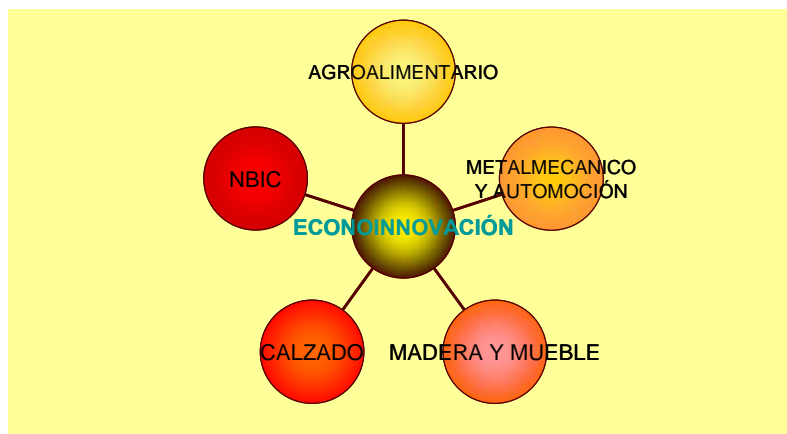 AGROALIMENTARIO
NBIC
METALMECANICO
Y AUTOMOCIÓN
ECONOINNOVACIÓN
CALZADO
MADERA Y MUEBLE